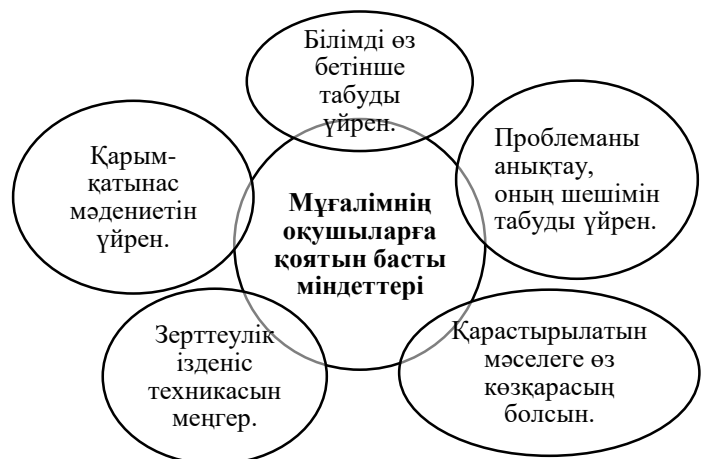 Білімді өз
бетінше
табуды
үйрен.
Проблеманы
анықтау,
оның шешімін
табуды үйрен.
Қарым-
қатынас
мәдениетін
үйрен.
Мұғалімнің
оқушыларға
қоятын басты
міндеттері
Зерттеулік
ізденіс
техникасын
меңгер.
Қарастырылатын
мәселеге өз
көзқарасың
болсын.